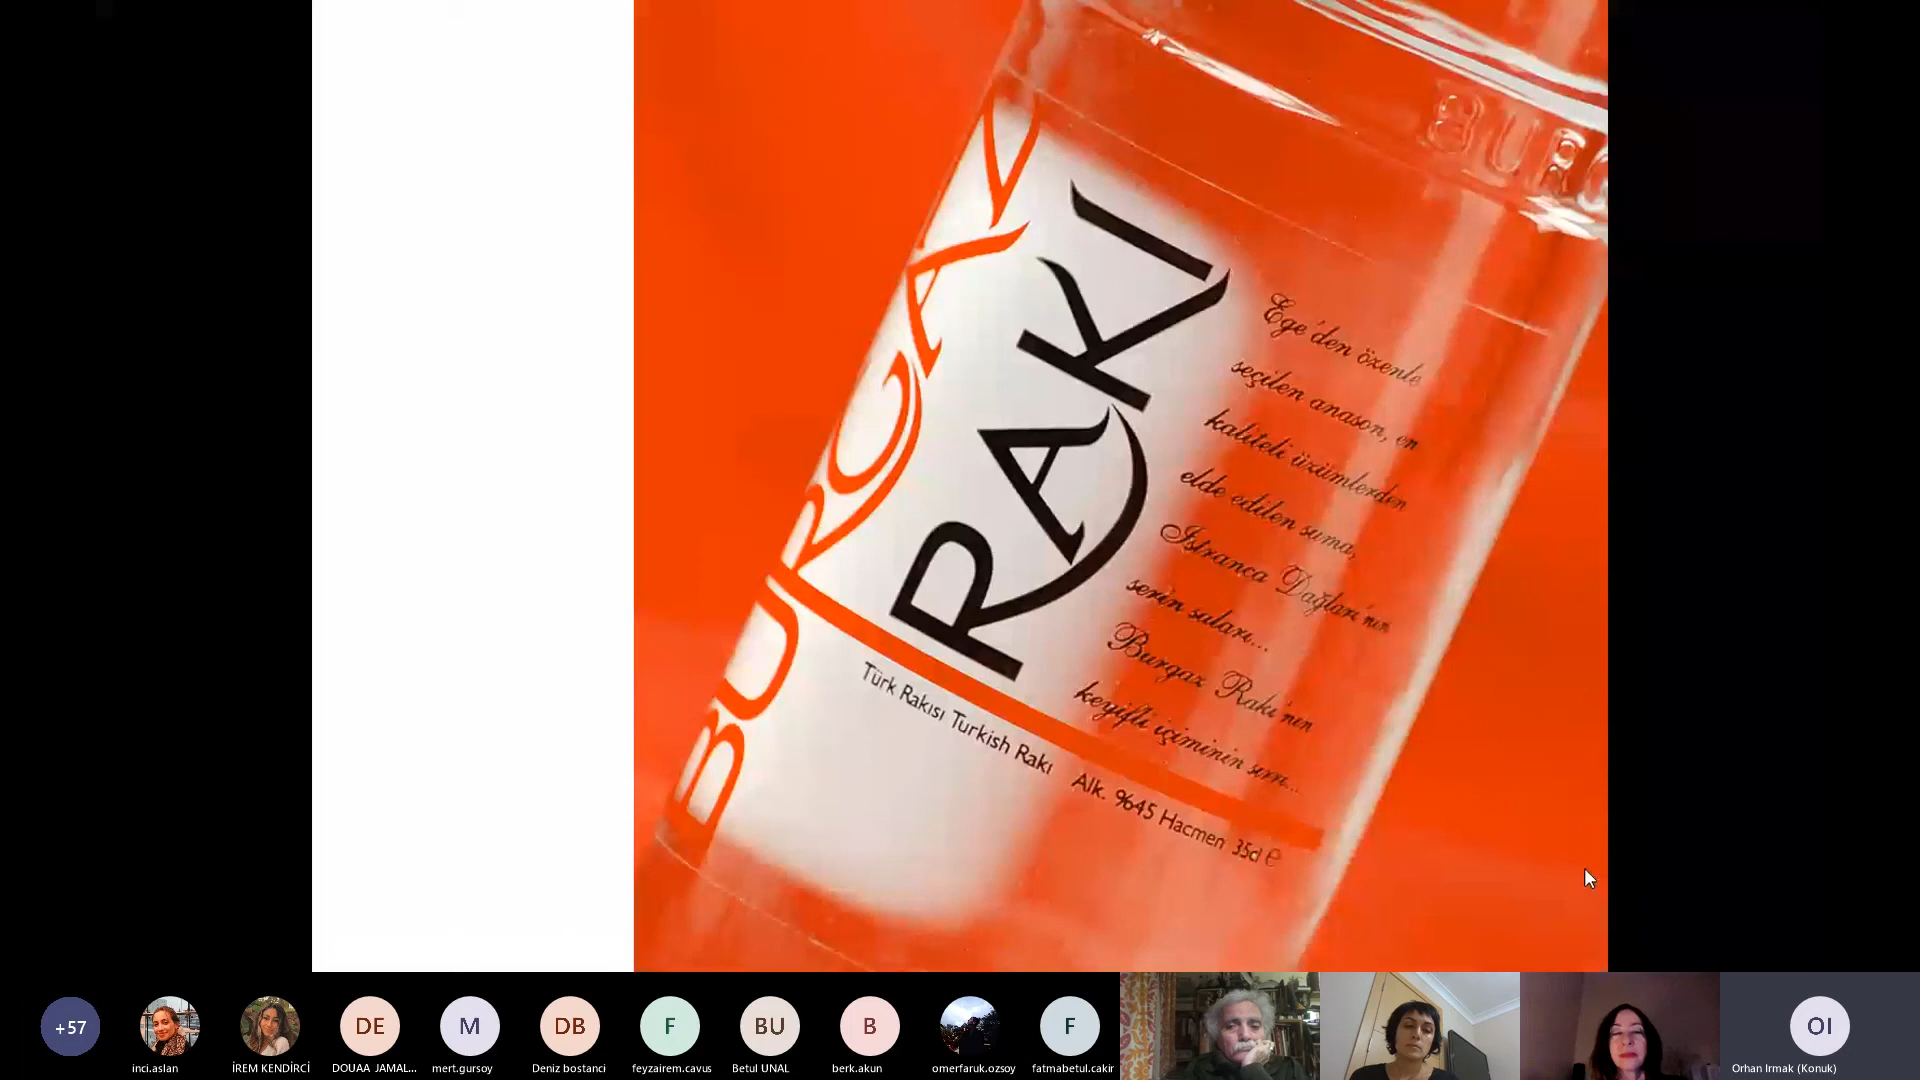 BURG
BURGAZ
RAKI
Ege'den özenle
seçilen anason, en
kaliteli üzümlerden
elde edilen suma,
Istranca Dağları'nın
serin suları...
Burgaz Rakı'nın
keyifli içiminin sırrı...
Türk Rakısı Turkish Rakı Alk. %45 Hacmen 35cl e
+57
DE
M
DB
F
BU
B
F
OI
inci.aslan
İREM KENDİRCİ
DOUAA JAMAL...
mert.gursoy
Deniz bostanci
feyzairem.cavus
Betul UNAL
berk.akun
omerfaruk.ozsoy
fatmabetul.cakir
Orhan Irmak (Konuk)